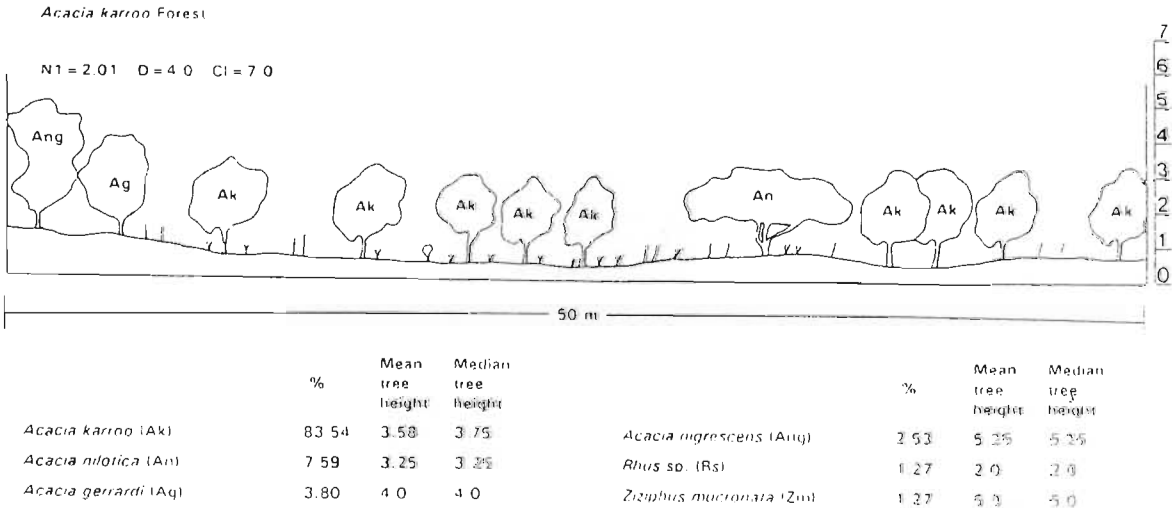 Acacia karroo Forest
N1 = 2.01 D = 4 0 CI = 7 0
7
6
5
4
3
2
1
0
Ang
Ag
Ak
Ak
Ak
Ak
Ak
An
Ak
Ak
Ak
Ak
50 m
% Mean tree height Median tree height
Acacia karroo (Ak) 83 54 3.58 3 75
Acacia nilotica (An) 7 59 3.25 3 25
Acacia gerrardi (Ag) 3.80 4 0 4 0
% Mean tree height Median tree height
Acacia nigrescens (Ang) 2 53 5 25 5 25
Rhus sp. (Rs) 1 27 2 0 2 0
Ziziphus mucronata (Zm) 1 27 5 0 5 0